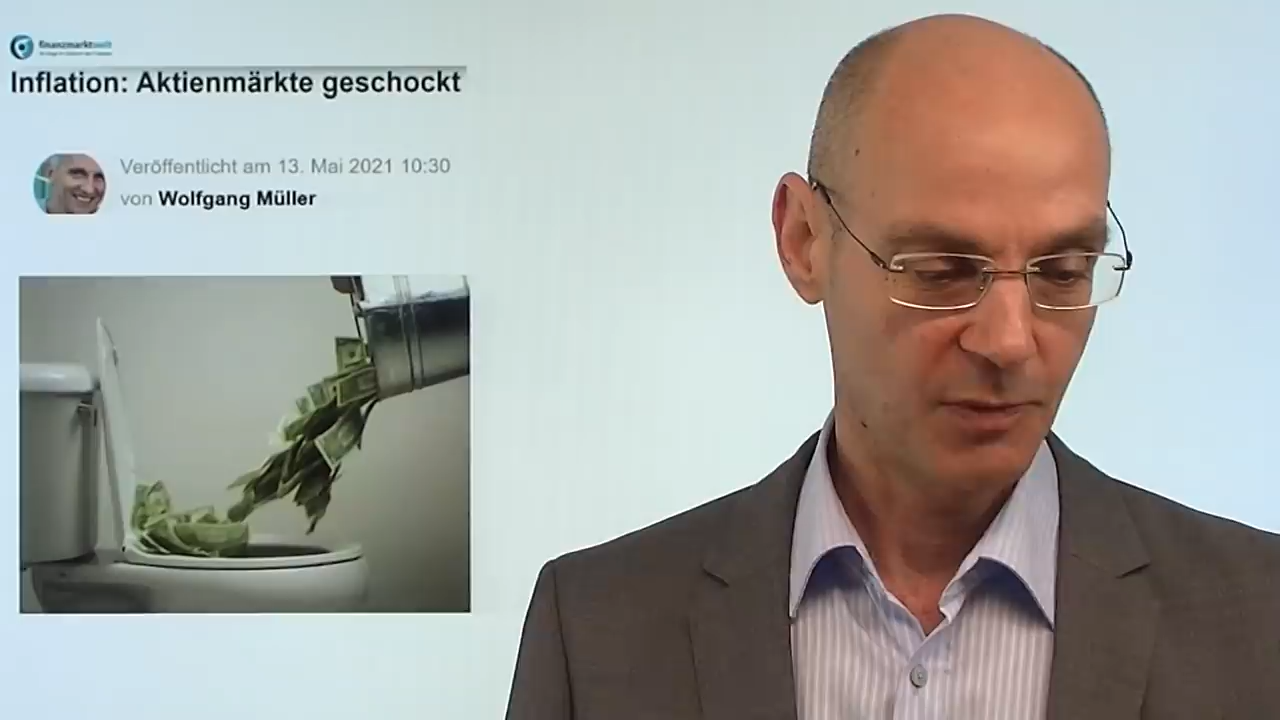 finanzmarktwelt
Inflation: Aktienmärkte geschockt
Veröffentlicht am 13. Mai 2021 10:30
von Wolfgang Müller